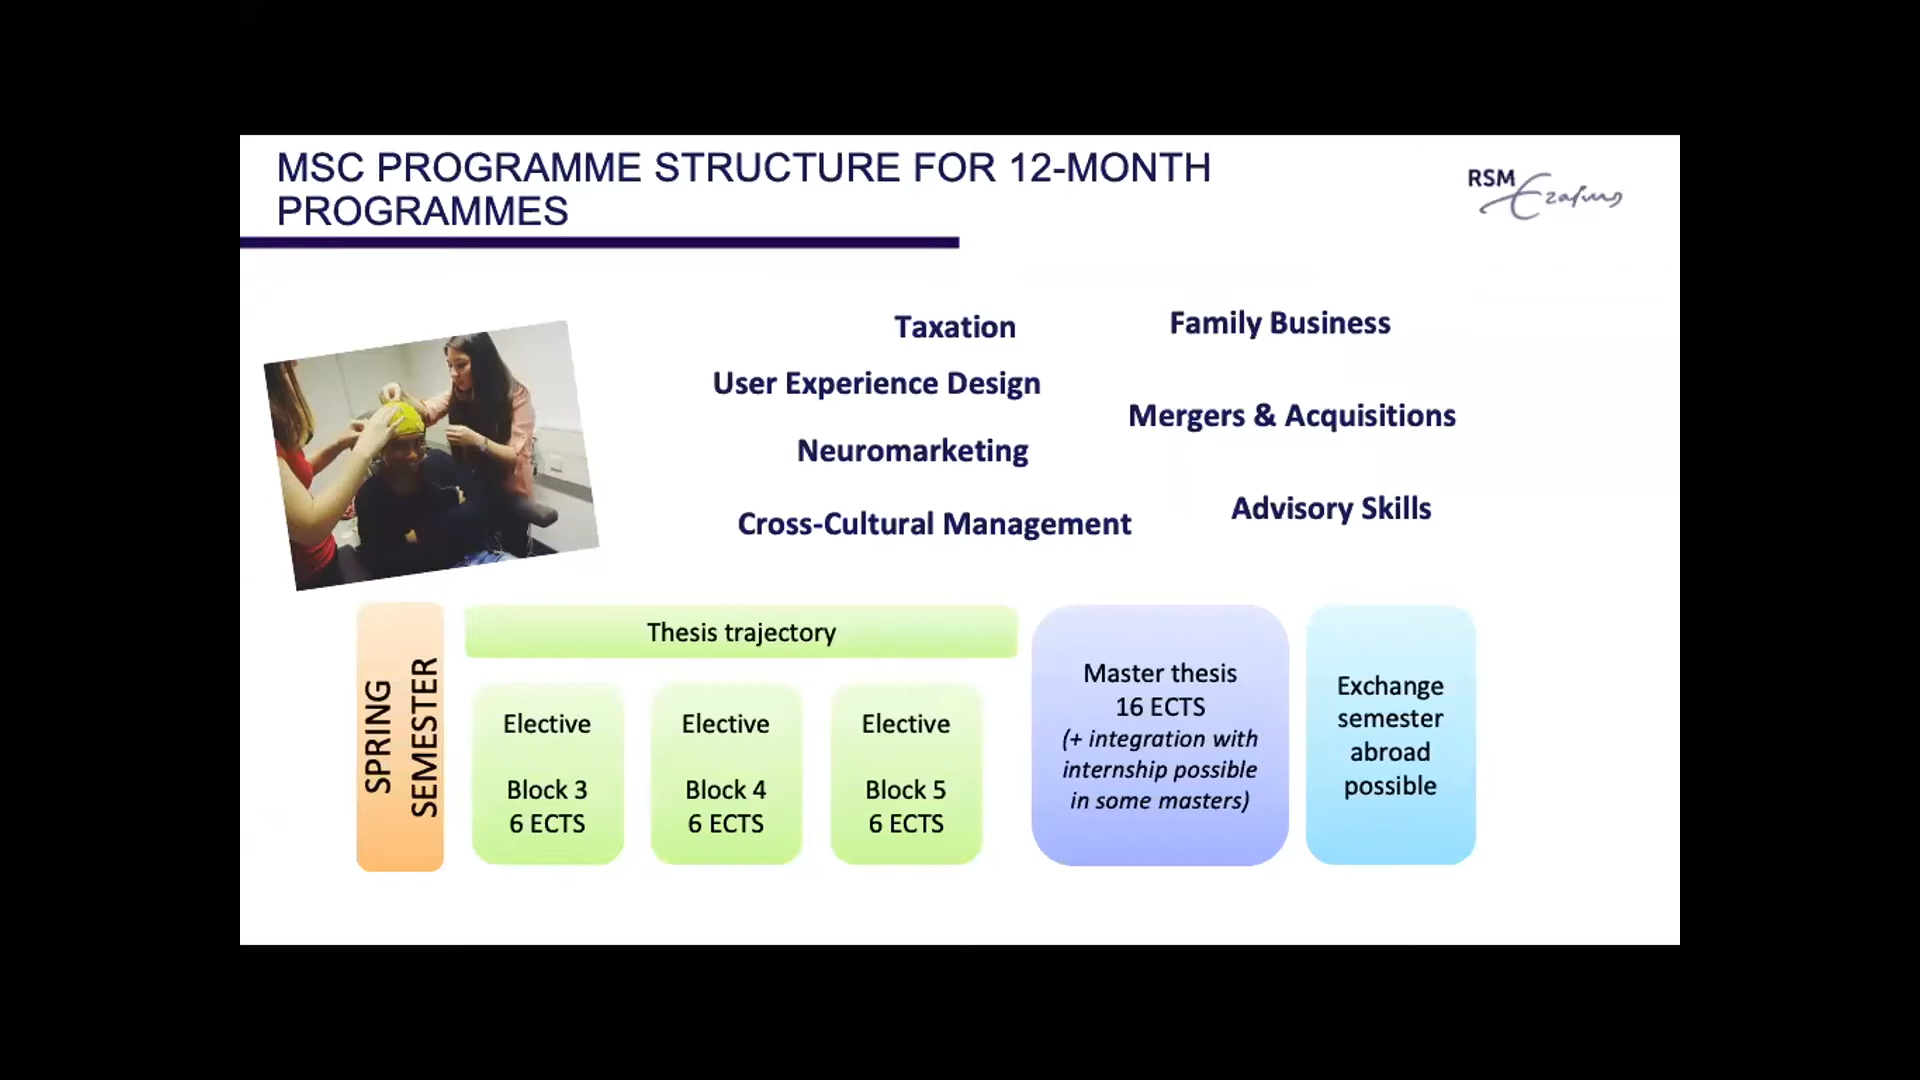 MSC PROGRAMME STRUCTURE FOR 12-MONTH
PROGRAMMES
RSM
Erasmus
Taxation
Family Business
User Experience Design
Mergers & Acquisitions
Neuromarketing
Advisory Skills
Cross-Cultural Management
SPRING
SEMESTER
Thesis trajectory
Elective
Block 3
6 ECTS
Elective
Block 4
6 ECTS
Elective
Block 5
6 ECTS
Master thesis
16 ECTS
(+ integration with
internship possible
in some masters)
Exchange
semester
abroad
possible